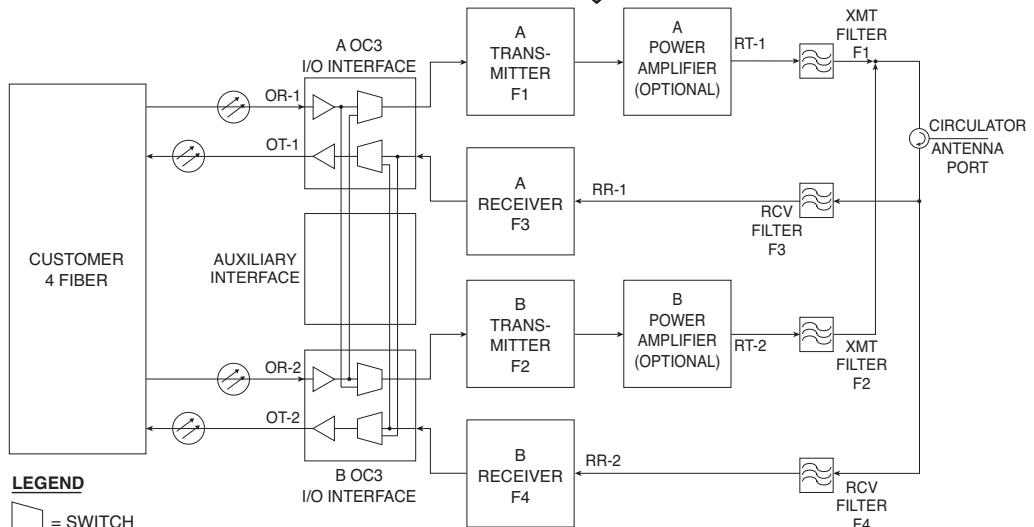 XMT
FILTER
F1
A OC3
I/O INTERFACE
A
TRANS-
MITTER
F1
A
POWER
AMPLIFIER
(OPTIONAL)
RT-1
OR-1
OT-1
CIRCULATOR
ANTENNA
PORT
A
RECEIVER
F3
RR-1
RCV
FILTER
F3
CUSTOMER
4 FIBER
AUXILIARY
INTERFACE
B
TRANS-
MITTER
F2
B
POWER
AMPLIFIER
(OPTIONAL)
RT-2
XMT
FILTER
F2
OR-2
OT-2
B OC3
I/O INTERFACE
B
RECEIVER
F4
RR-2
RCV
FILTER
F4
LEGEND
= SWITCH